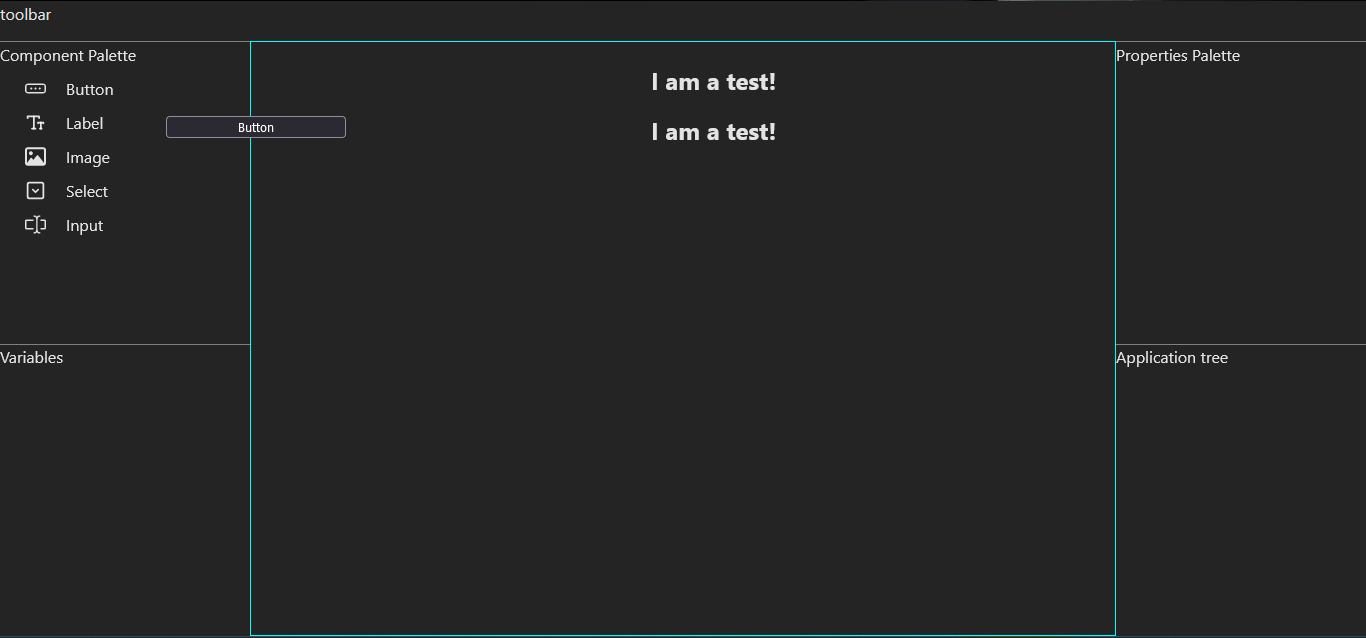 toolbar
Component Palette
Button
Label
Image
Select
Input
Button
I am a test!
I am a test!
Properties Palette
Variables
Application tree